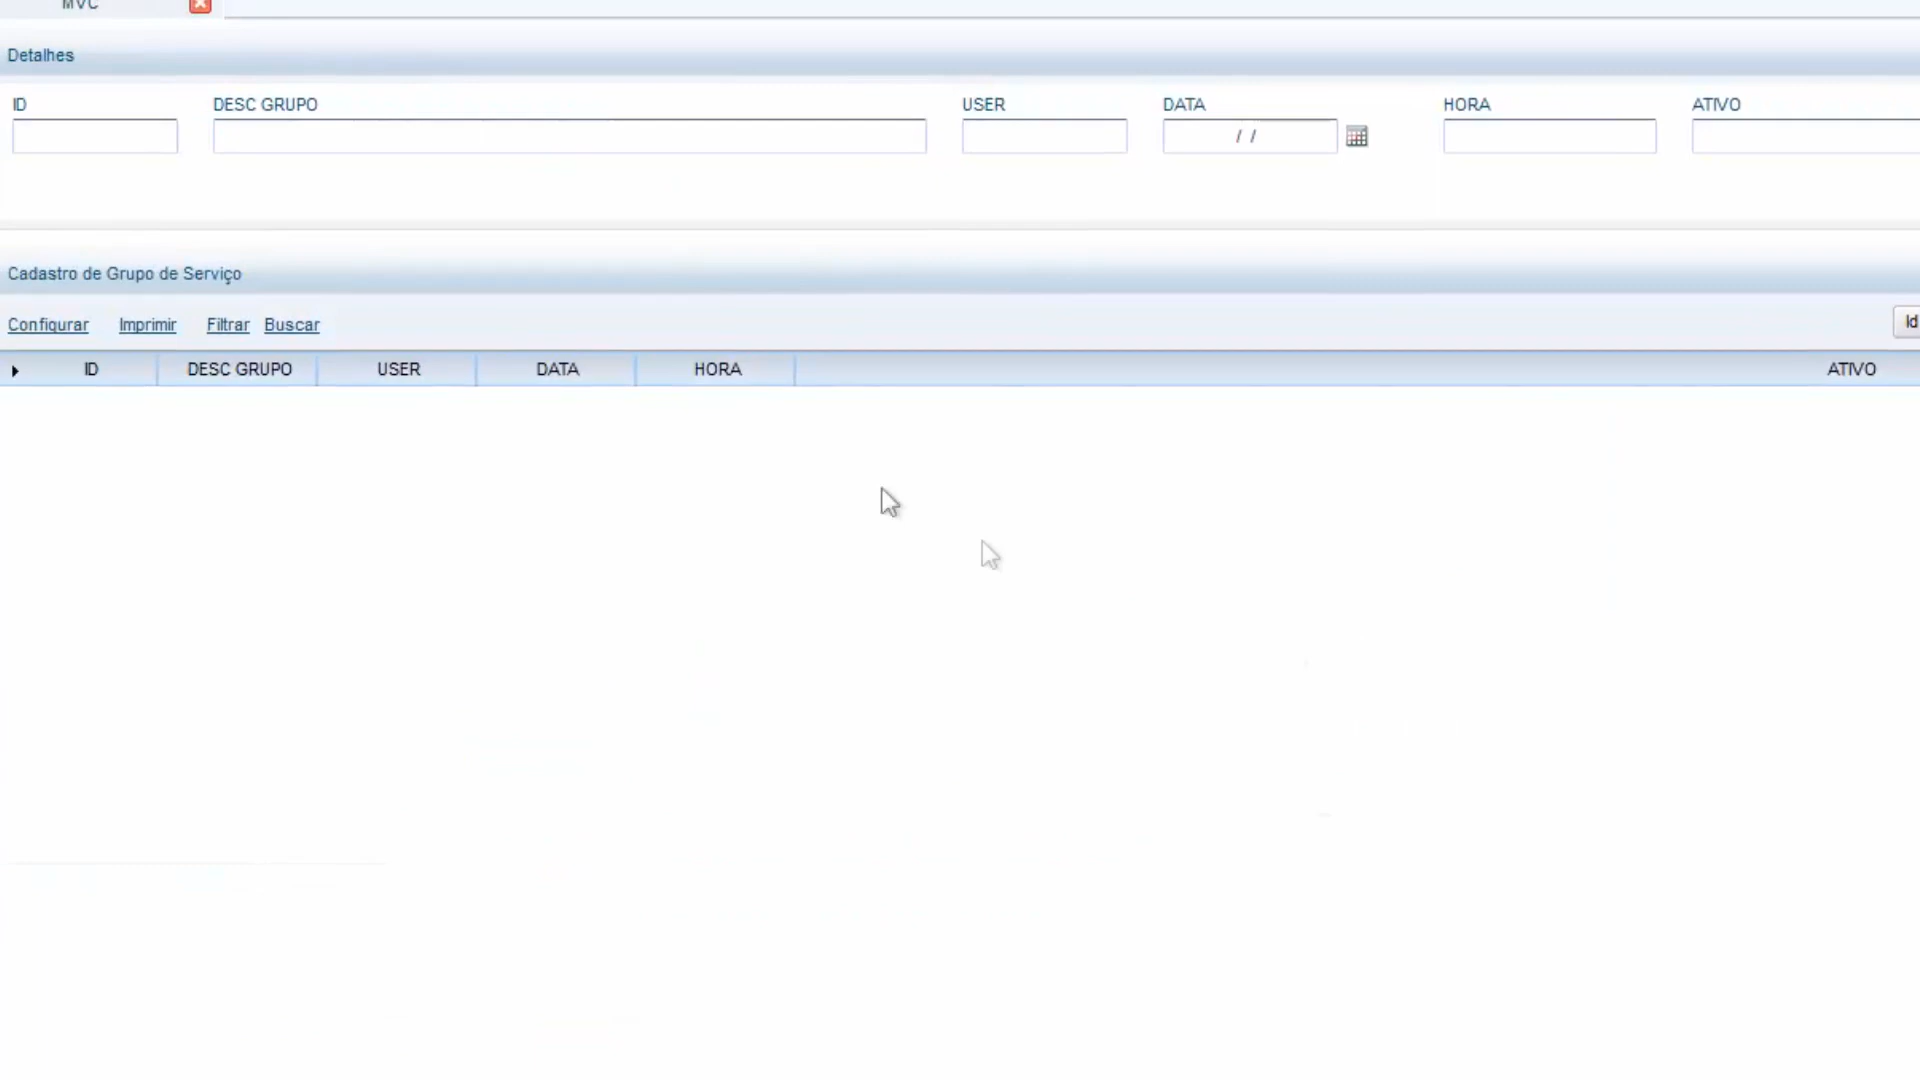 MVC
Detalhes
ID DESC GRUPO USER DATA HORA ATIVO
/ /
Cadastro de Grupo de Serviço
Configurar Imprimir Filtrar Buscar Id
ID DESC GRUPO USER DATA HORA ATIVO